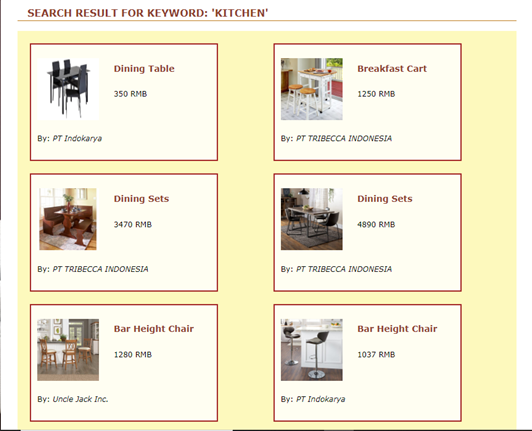 SEARCH RESULT FOR KEYWORD: 'KITCHEN'
Dining Table
350 RMB
By: PT Indokarya
Breakfast Cart
1250 RMB
By: PT TRIBECCA INDONESIA
Dining Sets
3470 RMB
By: PT TRIBECCA INDONESIA
Dining Sets
4890 RMB
By: PT TRIBECCA INDONESIA
Bar Height Chair
1280 RMB
By: Uncle Jack Inc.
Bar Height Chair
1037 RMB
By: PT Indokarya